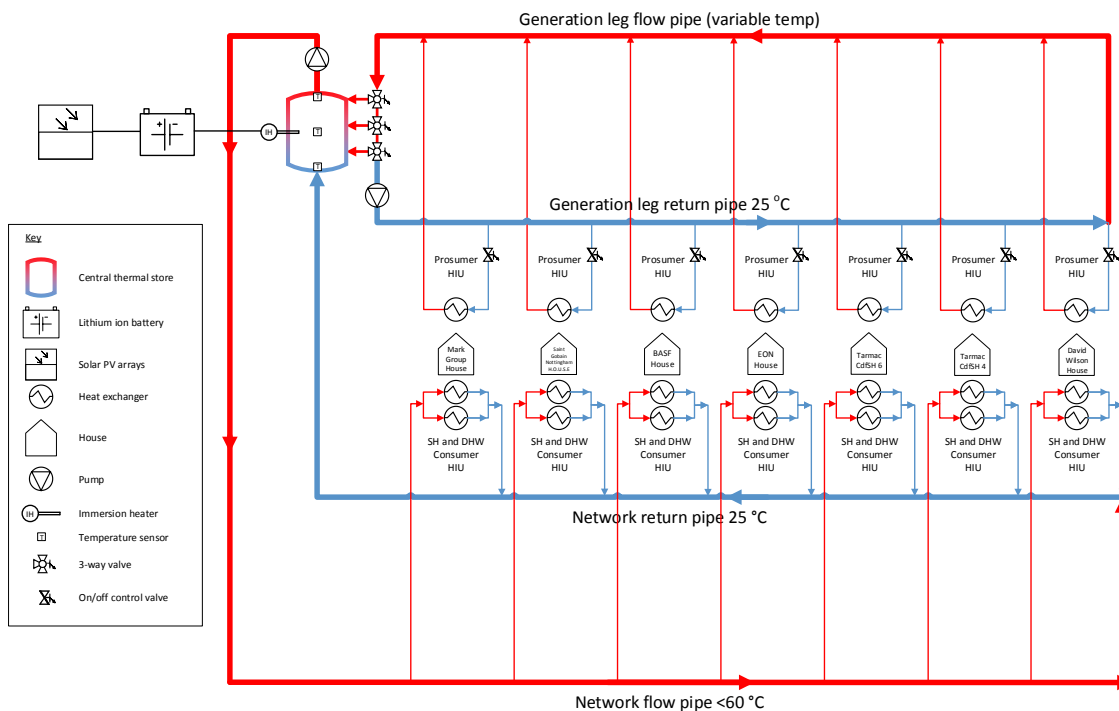 Generation leg flow pipe (variable temp)
T
T
T
IH
+ -
Generation leg return pipe 25 °C
Key
Central thermal store
+ -
Lithium ion battery
Solar PV arrays
Heat exchanger
House
Pump
IH
Immersion heater
T
Temperature sensor
3-way valve
On/off control valve
Prosumer
HIU
Prosumer
HIU
Prosumer
HIU
Prosumer
HIU
Prosumer
HIU
Prosumer
HIU
Prosumer
HIU
Mark
Group
House
Saint
Gobain
Nottingham
H.O.U.S.E
BASF
House
EON
House
Tarmac
CdfSH 6
Tarmac
CdfSH 4
David
Wilson
House
SH and DHW
Consumer
HIU
SH and DHW
Consumer
HIU
SH and DHW
Consumer
HIU
SH and DHW
Consumer
HIU
SH and DHW
Consumer
HIU
SH and DHW
Consumer
HIU
SH and DHW
Consumer
HIU
Network return pipe 25 °C
Network flow pipe <60 °C